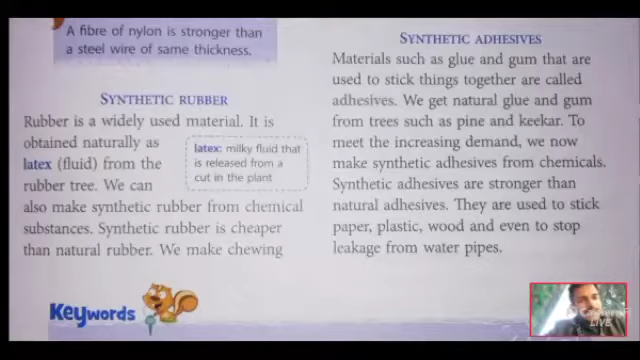 A fibre of nylon is stronger than
a steel wire of same thickness.
SYNTHETIC RUBBER
Rubber is a widely used material. It is
obtained naturally as
latex (fluid) from the
rubber tree. We can
latex: milky fluid that
is released from a
cut in the plant
also make synthetic rubber from chemical
substances. Synthetic rubber is cheaper
than natural rubber. We make chewing
Keywords
SYNTHETIC ADHESIVES
Materials such as glue and gum that are
used to stick things together are called
adhesives. We get natural glue and gum
from trees such as pine and keekar. To
meet the increasing demand, we now
make synthetic adhesives from chemicals.
Synthetic adhesives are stronger than
natural adhesives. They are used to stick
paper, plastic, wood and even to stop
leakage from water pipes.
LIVE